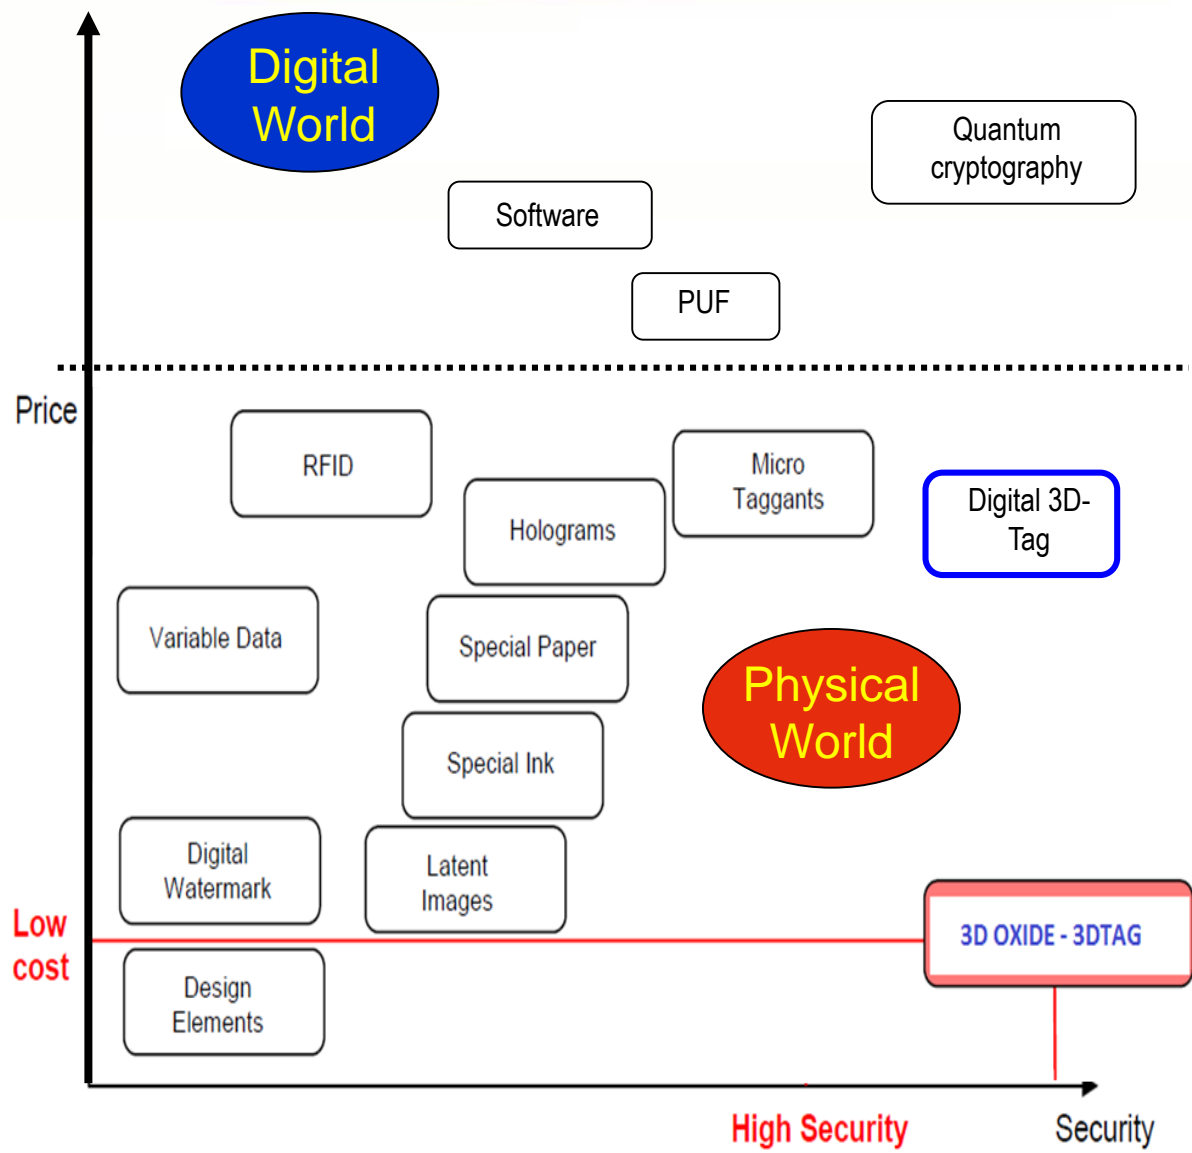 Digital
World
Quantum
cryptography
Software
PUF
Price
RFID
Micro
Taggants
Holograms
Digital 3D-
Tag
Variable Data
Special Paper
Physical
World
Special Ink
Digital
Watermark
Latent
Images
Low
cost
3D OXIDE - 3DTAG
Design
Elements
High Security
Security